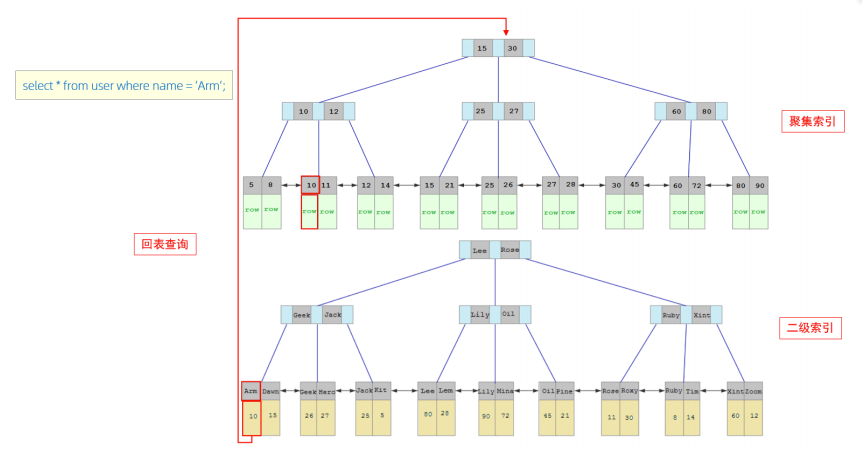 15 30
select * from user where name = 'Arm';
10 12
25 27
60 80
聚集索引
5 8 10 11 12 14 15 21 25 26 27 28 30 45 60 72 80 90
row row row row row row row row row row row row row row row row row row
回表查询
Lee Rose
Geek Jack
Lily Oil
Ruby Xint
二级索引
Arm Dawn Geek Herc Jack Kit Lee Lem Lily Mina Oil Pine Rose Roxy Ruby Tim Xint Zoom
10 15 26 27 25 5 80 28 90 72 45 21 11 30 8 14 60 12